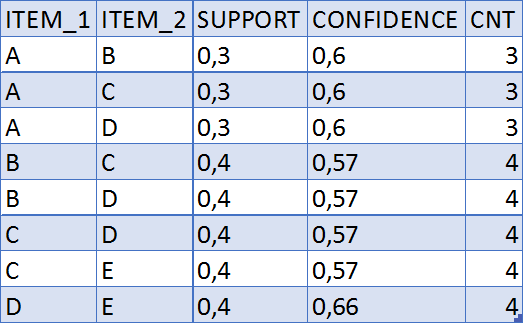 ITEM_1 ITEM_2 SUPPORT CONFIDENCE CNT
A B 0,3 0,6 3
A C 0,3 0,6 3
A D 0,3 0,6 3
B C 0,4 0,57 4
B D 0,4 0,57 4
C D 0,4 0,57 4
C E 0,4 0,57 4
D E 0,4 0,66 4